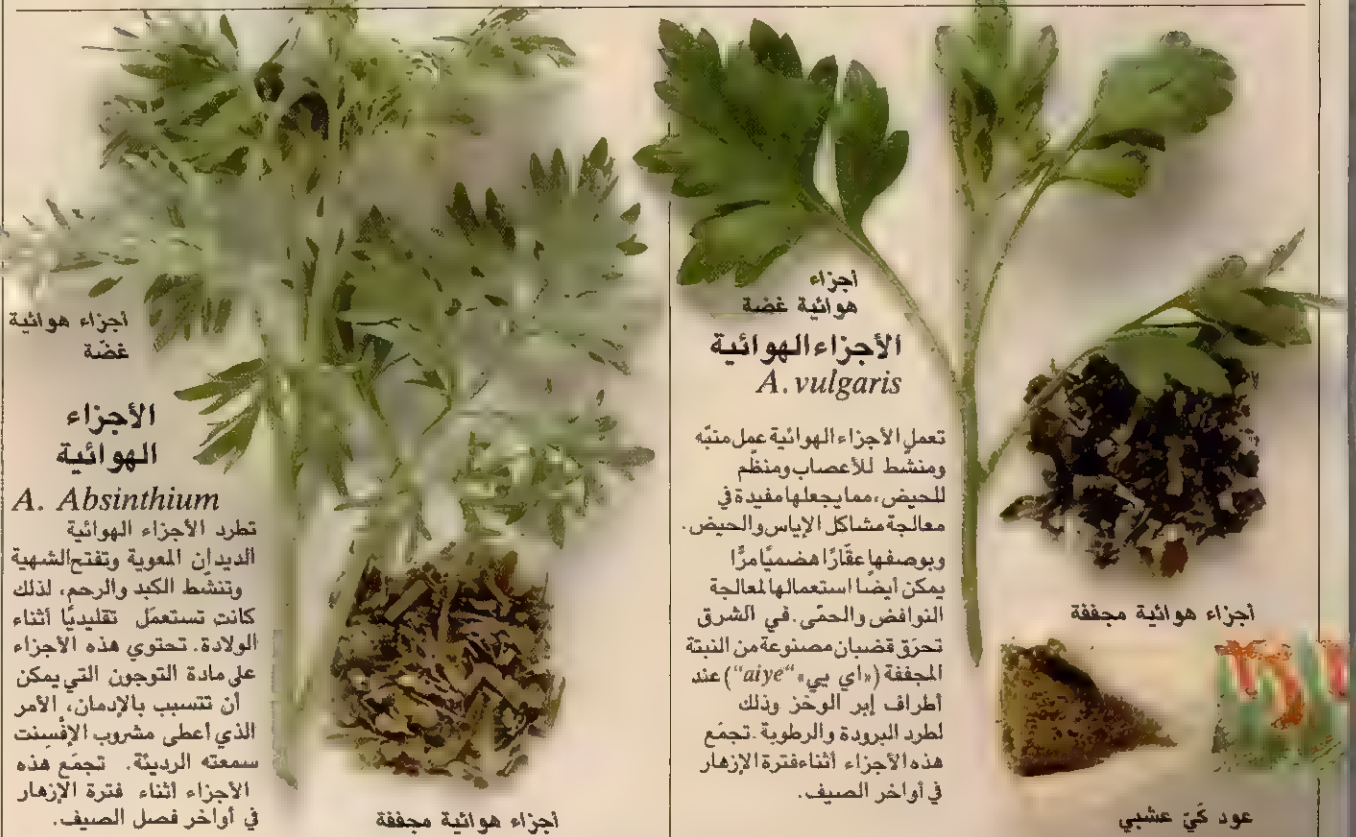 أجزاء
هوائية غضة
الأجزاء الهوائية
A. vulgaris
تعمل الأجزاء الهوائية عمل منبّه
ومنشّط للأعصاب ومنظّم
للحيض، مما يجعلها مفيدة في
معالجة مشاكل الإياس والحيض.
وبوصفها عقّارًا هضميًا مرًّا
يمكن أيضًا استعمالها لمعالجة
النوافض والحمّى. في الشرق
تحرَق قضبان مصنوعة من النبتة
المجففة («اي يي» "aiye") عند
أطراف إبر الوخز وذلك
لطرد البرودة والرطوبة. تجمَع
هذه الأجزاء أثناء فترة الإزهار
في أواخر الصيف.
أجزاء هوائية مجففة
عود كَيّ عشبي
أجزاء هوائية
غضّة
الأجزاء
الهوائية
A. Absinthium
تطرد الأجزاء الهوائية
الديدان المعوية وتفتح الشهية
وتنشّط الكبد والرحم، لذلك
كانت تستعمَل تقليديًا أثناء
الولادة. تحتوي هذه الأجزاء
على مادة التوجون التي يمكن
أن تتسبب بالإدمان، الأمر
الذي أعطى مشروب الإفْسِنت
سمعته الرديئة. تجمَع هذه
الأجزاء اثناء فترة الإزهار
في أواخر فصل الصيف.
أجزاء هوائية مجففة